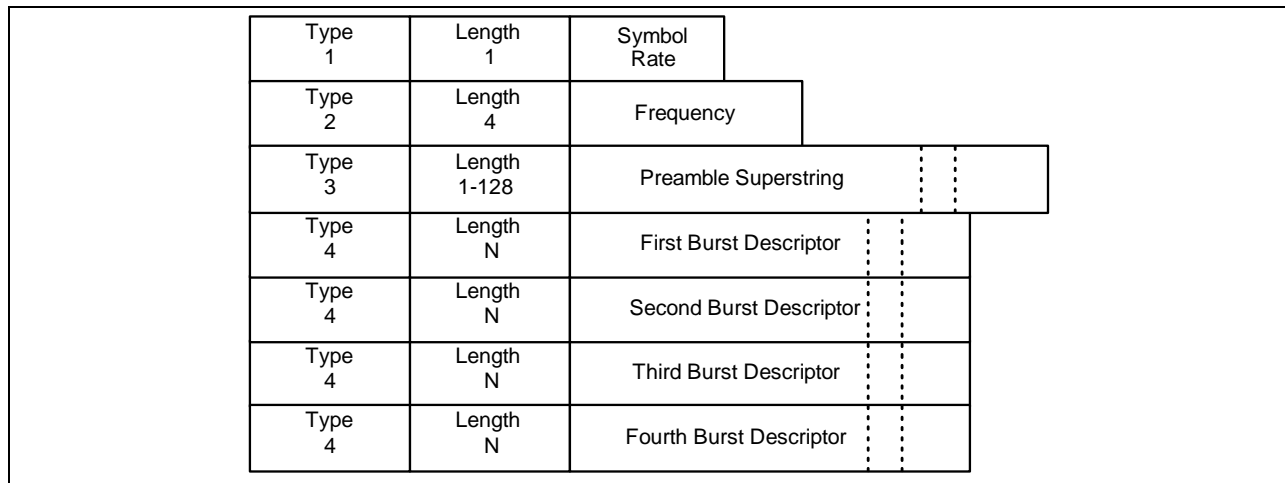 Type
1
Length
1
Symbol
Rate
Type
2
Length
4
Frequency
Type
3
Length
1-128
Preamble Superstring
Type
4
Length
N
First Burst Descriptor
Type
4
Length
N
Second Burst Descriptor
Type
4
Length
N
Third Burst Descriptor
Type
4
Length
N
Fourth Burst Descriptor